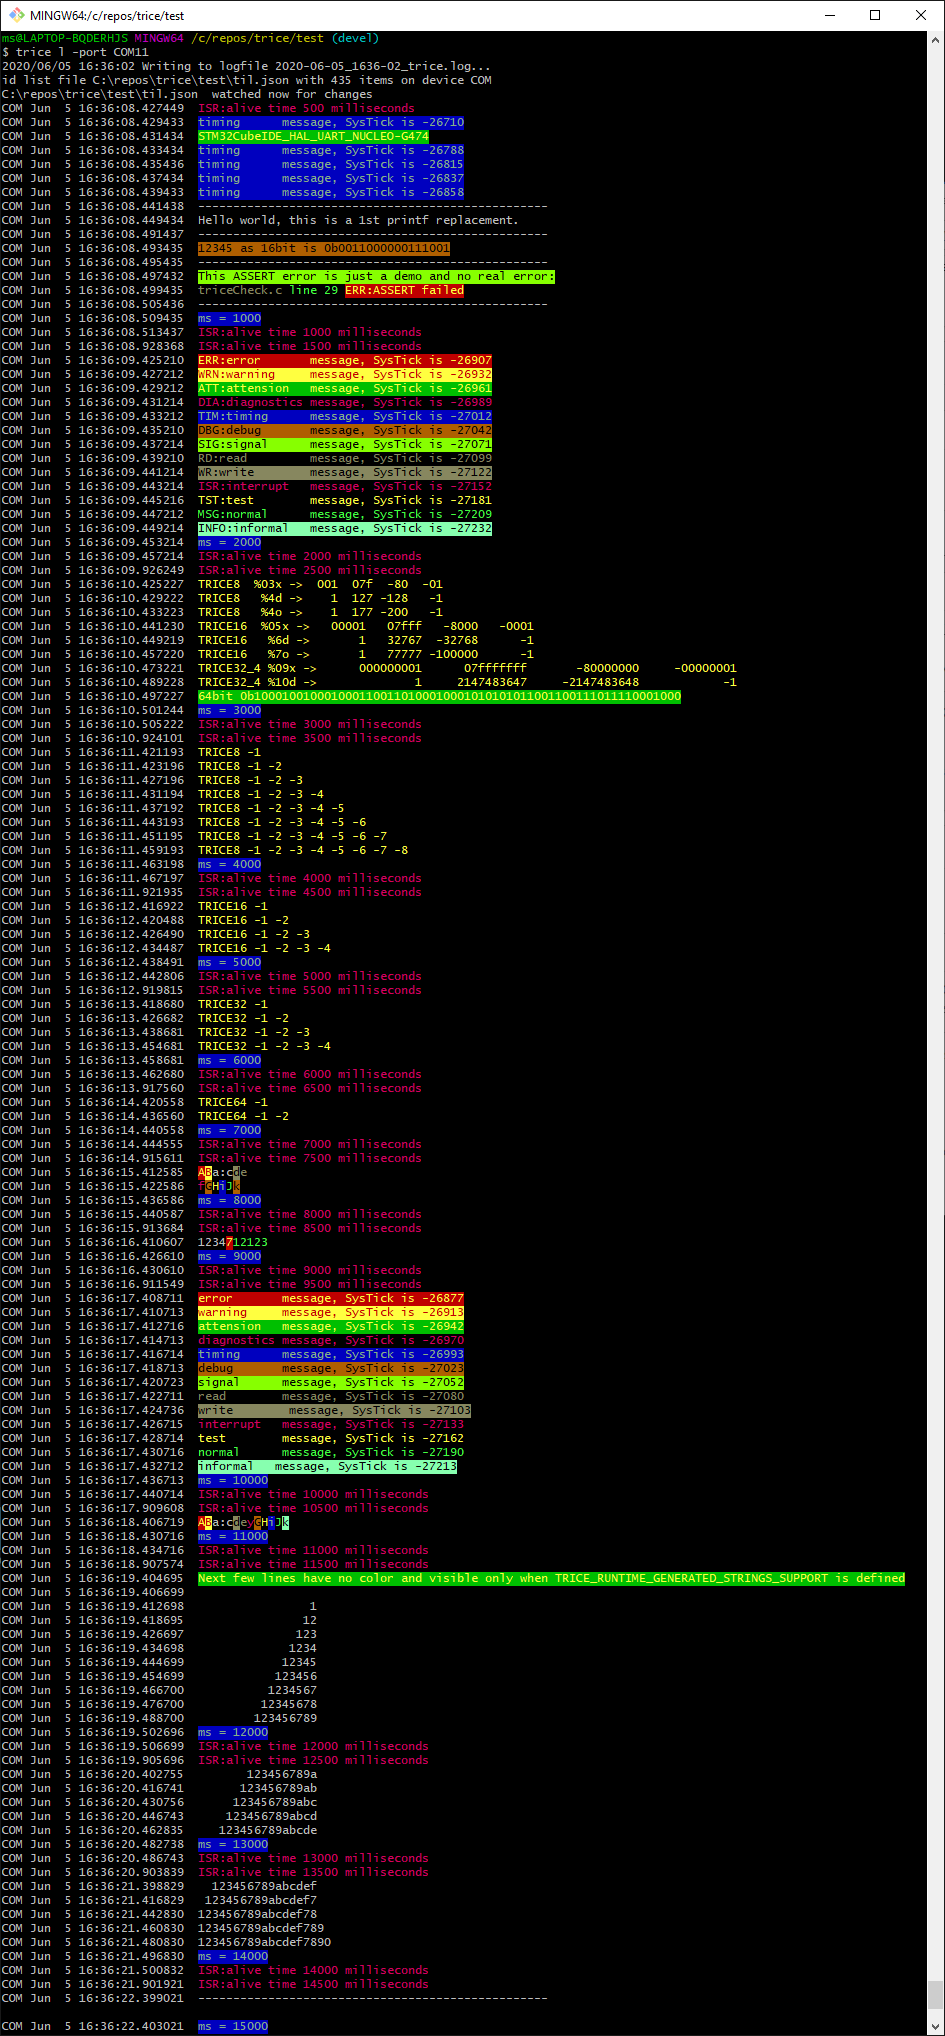 MINGW64:/c/repos/trice/test
ms@LAPTOP-BQDERHJS MINGW64 /c/repos/trice/test (devel)
$ trice l -port COM11
2020/06/05 16:36:02 Writing to logfile 2020-06-05_1636-02_trice.log...
id list file C:\repos\trice\test\til.json with 435 items on device COM
C:\repos\trice\test\til.json  watched now for changes
COM Jun  5 16:36:08.427449  ISR:alive time 500 milliseconds
COM Jun  5 16:36:08.429433  timing      message, SysTick is -26710
COM Jun  5 16:36:08.431434  STM32CubeIDE_HAL_UART_NUCLEO-G474
COM Jun  5 16:36:08.433434  timing      message, SysTick is -26788
COM Jun  5 16:36:08.435436  timing      message, SysTick is -26815
COM Jun  5 16:36:08.437434  timing      message, SysTick is -26837
COM Jun  5 16:36:08.439433  timing      message, SysTick is -26858
COM Jun  5 16:36:08.441438  --------------------------------------------------
COM Jun  5 16:36:08.449434  Hello world, this is a 1st printf replacement.
COM Jun  5 16:36:08.491437  --------------------------------------------------
COM Jun  5 16:36:08.493435  12345 as 16bit is 0b0011000000111001
COM Jun  5 16:36:08.495435  --------------------------------------------------
COM Jun  5 16:36:08.497432  This ASSERT error is just a demo and no real error:
COM Jun  5 16:36:08.499435  triceCheck.c line 29 ERR:ASSERT failed
COM Jun  5 16:36:08.505436  --------------------------------------------------
COM Jun  5 16:36:08.509435  ms = 1000
COM Jun  5 16:36:08.513437  ISR:alive time 1000 milliseconds
COM Jun  5 16:36:08.928368  ISR:alive time 1500 milliseconds
COM Jun  5 16:36:09.425210  ERR:error       message, SysTick is -26907
COM Jun  5 16:36:09.427212  WRN:warning     message, SysTick is -26932
COM Jun  5 16:36:09.429212  ATT:attension   message, SysTick is -26961
COM Jun  5 16:36:09.431214  DIA:diagnostics message, SysTick is -26989
COM Jun  5 16:36:09.433212  TIM:timing      message, SysTick is -27012
COM Jun  5 16:36:09.435210  DBG:debug       message, SysTick is -27042
COM Jun  5 16:36:09.437214  SIG:signal      message, SysTick is -27071
COM Jun  5 16:36:09.439210  RD:read         message, SysTick is -27099
COM Jun  5 16:36:09.441214  WR:write        message, SysTick is -27122
COM Jun  5 16:36:09.443214  ISR:interrupt   message, SysTick is -27152
COM Jun  5 16:36:09.445216  TST:test        message, SysTick is -27181
COM Jun  5 16:36:09.447212  MSG:normal      message, SysTick is -27209
COM Jun  5 16:36:09.449214  INFO:informal   message, SysTick is -27232
COM Jun  5 16:36:09.453214  ms = 2000
COM Jun  5 16:36:09.457214  ISR:alive time 2000 milliseconds
COM Jun  5 16:36:09.926249  ISR:alive time 2500 milliseconds
COM Jun  5 16:36:10.425227  TRICE8  %03x ->  001  07f  -80  -01
COM Jun  5 16:36:10.429222  TRICE8   %4d ->    1  127 -128   -1
COM Jun  5 16:36:10.433223  TRICE8   %4o ->    1  177 -200   -1
COM Jun  5 16:36:10.441230  TRICE16  %05x ->   00001   07fff   -8000   -0001
COM Jun  5 16:36:10.449219  TRICE16   %6d ->       1   32767  -32768      -1
COM Jun  5 16:36:10.457220  TRICE16   %7o ->       1   77777 -100000      -1
COM Jun  5 16:36:10.473221  TRICE32_4 %09x ->      000000001      07fffffff      -80000000     -00000001
COM Jun  5 16:36:10.489228  TRICE32_4 %10d ->              1     2147483647    -2147483648            -1
COM Jun  5 16:36:10.497227  64bit 0b1000100100010001100110100010001010101011001100111011110001000
COM Jun  5 16:36:10.501244  ms = 3000
COM Jun  5 16:36:10.505222  ISR:alive time 3000 milliseconds
COM Jun  5 16:36:10.924101  ISR:alive time 3500 milliseconds
COM Jun  5 16:36:11.421193  TRICE8 -1
COM Jun  5 16:36:11.423196  TRICE8 -1 -2
COM Jun  5 16:36:11.427196  TRICE8 -1 -2 -3
COM Jun  5 16:36:11.431194  TRICE8 -1 -2 -3 -4
COM Jun  5 16:36:11.437192  TRICE8 -1 -2 -3 -4 -5
COM Jun  5 16:36:11.443193  TRICE8 -1 -2 -3 -4 -5 -6
COM Jun  5 16:36:11.451195  TRICE8 -1 -2 -3 -4 -5 -6 -7
COM Jun  5 16:36:11.459193  TRICE8 -1 -2 -3 -4 -5 -6 -7 -8
COM Jun  5 16:36:11.463198  ms = 4000
COM Jun  5 16:36:11.467197  ISR:alive time 4000 milliseconds
COM Jun  5 16:36:11.921935  ISR:alive time 4500 milliseconds
COM Jun  5 16:36:12.416922  TRICE16 -1
COM Jun  5 16:36:12.420488  TRICE16 -1 -2
COM Jun  5 16:36:12.426490  TRICE16 -1 -2 -3
COM Jun  5 16:36:12.434487  TRICE16 -1 -2 -3 -4
COM Jun  5 16:36:12.438491  ms = 5000
COM Jun  5 16:36:12.442806  ISR:alive time 5000 milliseconds
COM Jun  5 16:36:12.919815  ISR:alive time 5500 milliseconds
COM Jun  5 16:36:13.418680  TRICE32 -1
COM Jun  5 16:36:13.426682  TRICE32 -1 -2
COM Jun  5 16:36:13.438681  TRICE32 -1 -2 -3
COM Jun  5 16:36:13.454681  TRICE32 -1 -2 -3 -4
COM Jun  5 16:36:13.458681  ms = 6000
COM Jun  5 16:36:13.462680  ISR:alive time 6000 milliseconds
COM Jun  5 16:36:13.917560  ISR:alive time 6500 milliseconds
COM Jun  5 16:36:14.420558  TRICE64 -1
COM Jun  5 16:36:14.436560  TRICE64 -1 -2
COM Jun  5 16:36:14.440558  ms = 7000
COM Jun  5 16:36:14.444555  ISR:alive time 7000 milliseconds
COM Jun  5 16:36:14.915611  ISR:alive time 7500 milliseconds
COM Jun  5 16:36:15.412585  ABa:cde
COM Jun  5 16:36:15.422586  fGHiJk
COM Jun  5 16:36:15.436586  ms = 8000
COM Jun  5 16:36:15.440587  ISR:alive time 8000 milliseconds
COM Jun  5 16:36:15.913684  ISR:alive time 8500 milliseconds
COM Jun  5 16:36:16.410607  1234712123
COM Jun  5 16:36:16.426610  ms = 9000
COM Jun  5 16:36:16.430610  ISR:alive time 9000 milliseconds
COM Jun  5 16:36:16.911549  ISR:alive time 9500 milliseconds
COM Jun  5 16:36:17.408711  error       message, SysTick is -26877
COM Jun  5 16:36:17.410713  warning     message, SysTick is -26913
COM Jun  5 16:36:17.412716  attension   message, SysTick is -26942
COM Jun  5 16:36:17.414713  diagnostics message, SysTick is -26970
COM Jun  5 16:36:17.416714  timing      message, SysTick is -26993
COM Jun  5 16:36:17.418713  debug       message, SysTick is -27023
COM Jun  5 16:36:17.420723  signal      message, SysTick is -27052
COM Jun  5 16:36:17.422711  read        message, SysTick is -27080
COM Jun  5 16:36:17.424736  write        message, SysTick is -27103
COM Jun  5 16:36:17.426715  interrupt   message, SysTick is -27133
COM Jun  5 16:36:17.428714  test        message, SysTick is -27162
COM Jun  5 16:36:17.430716  normal      message, SysTick is -27190
COM Jun  5 16:36:17.432712  informal   message, SysTick is -27213
COM Jun  5 16:36:17.436713  ms = 10000
COM Jun  5 16:36:17.440714  ISR:alive time 10000 milliseconds
COM Jun  5 16:36:17.909608  ISR:alive time 10500 milliseconds
COM Jun  5 16:36:18.406719  ABa:cdeyGHiJk
COM Jun  5 16:36:18.430716  ms = 11000
COM Jun  5 16:36:18.434716  ISR:alive time 11000 milliseconds
COM Jun  5 16:36:18.907574  ISR:alive time 11500 milliseconds
COM Jun  5 16:36:19.404695  Next few lines have no color and visible only when TRICE_RUNTIME_GENERATED_STRINGS_SUPPORT is defined
COM Jun  5 16:36:19.406699
COM Jun  5 16:36:19.412698                  1
COM Jun  5 16:36:19.418695                 12
COM Jun  5 16:36:19.426697                123
COM Jun  5 16:36:19.434698               1234
COM Jun  5 16:36:19.444699              12345
COM Jun  5 16:36:19.454699             123456
COM Jun  5 16:36:19.466700            1234567
COM Jun  5 16:36:19.476700           12345678
COM Jun  5 16:36:19.488700          123456789
COM Jun  5 16:36:19.502696  ms = 12000
COM Jun  5 16:36:19.506699  ISR:alive time 12000 milliseconds
COM Jun  5 16:36:19.905696  ISR:alive time 12500 milliseconds
COM Jun  5 16:36:20.402755         123456789a
COM Jun  5 16:36:20.416741        123456789ab
COM Jun  5 16:36:20.430756       123456789abc
COM Jun  5 16:36:20.446743      123456789abcd
COM Jun  5 16:36:20.462835     123456789abcde
COM Jun  5 16:36:20.482738  ms = 13000
COM Jun  5 16:36:20.486743  ISR:alive time 13000 milliseconds
COM Jun  5 16:36:20.903839  ISR:alive time 13500 milliseconds
COM Jun  5 16:36:21.398829    123456789abcdef
COM Jun  5 16:36:21.416829   123456789abcdef7
COM Jun  5 16:36:21.442830  123456789abcdef78
COM Jun  5 16:36:21.460830  123456789abcdef789
COM Jun  5 16:36:21.480830  123456789abcdef7890
COM Jun  5 16:36:21.496830  ms = 14000
COM Jun  5 16:36:21.500832  ISR:alive time 14000 milliseconds
COM Jun  5 16:36:21.901921  ISR:alive time 14500 milliseconds
COM Jun  5 16:36:22.399021  --------------------------------------------------
COM Jun  5 16:36:22.403021  ms = 15000